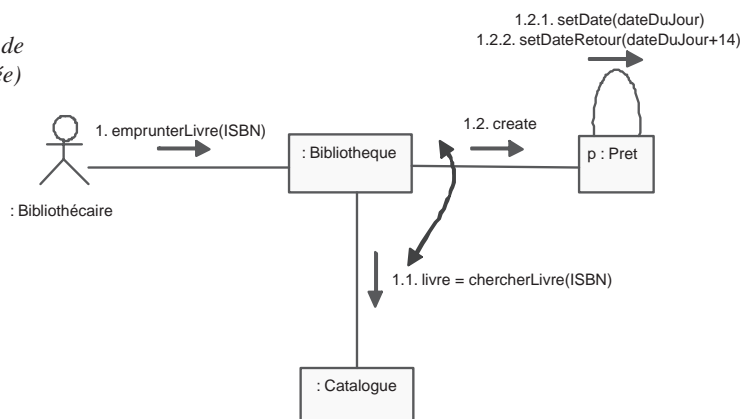 de
1.2.1. setDate(dateDuJour)
1.2.2. setDateRetour(dateDuJour+14)
1. emprunterLivre(ISBN)
1.2. create
: Bibliotheque
p : Pret
: Bibliothécaire
1.1. livre = chercherLivre(ISBN)
: Catalogue